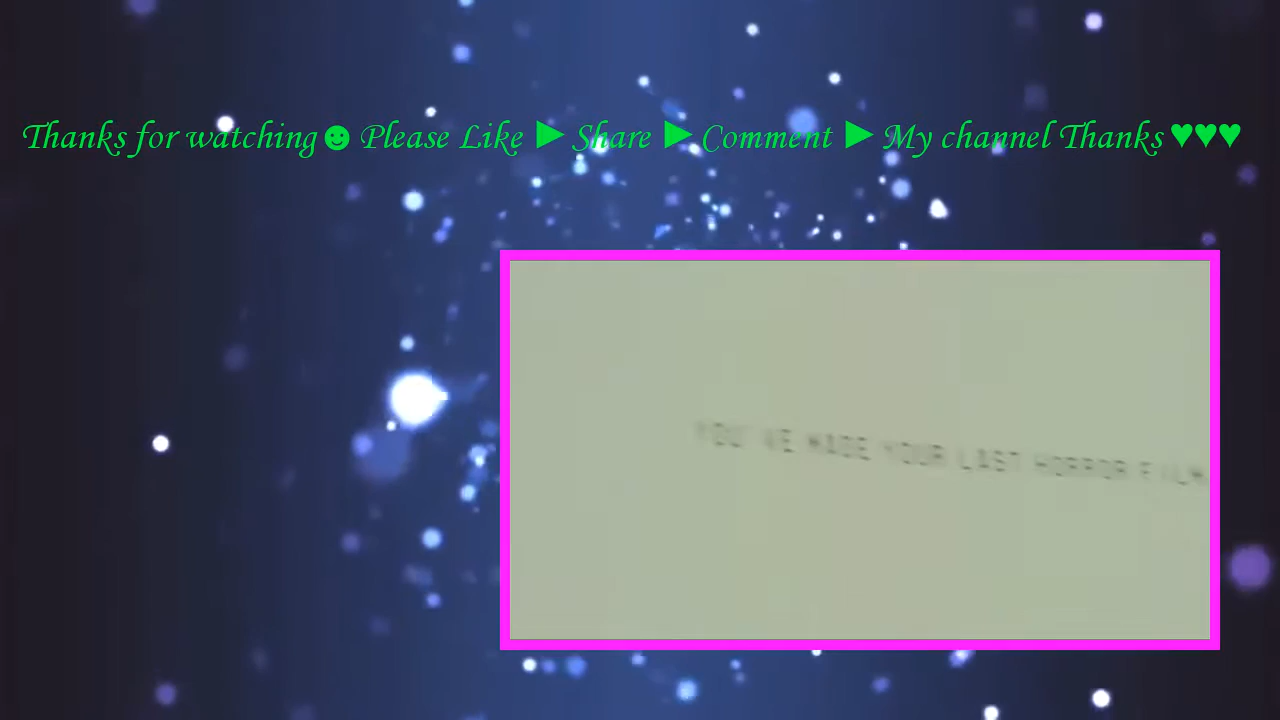 Thanks for watching☻Please Like ► Share ► Comment ► My channel Thanks ♥♥♥
YOU'VE MADE YOUR LAST HORROR FILM.